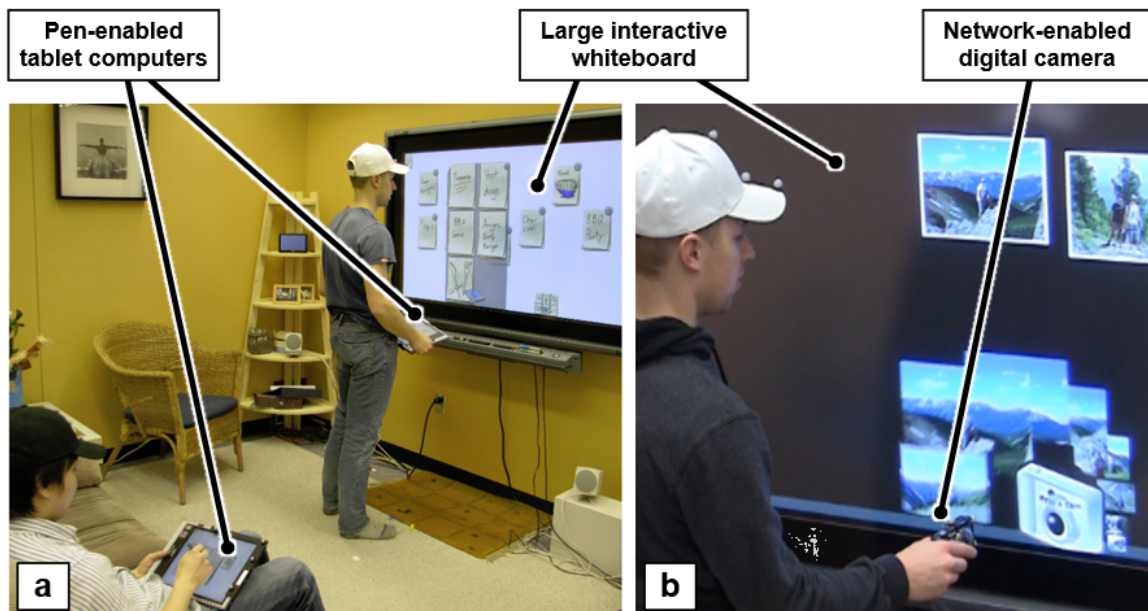 Pen-enabled
tablet computers
Large interactive
whiteboard
Network-enabled
digital camera
a
b